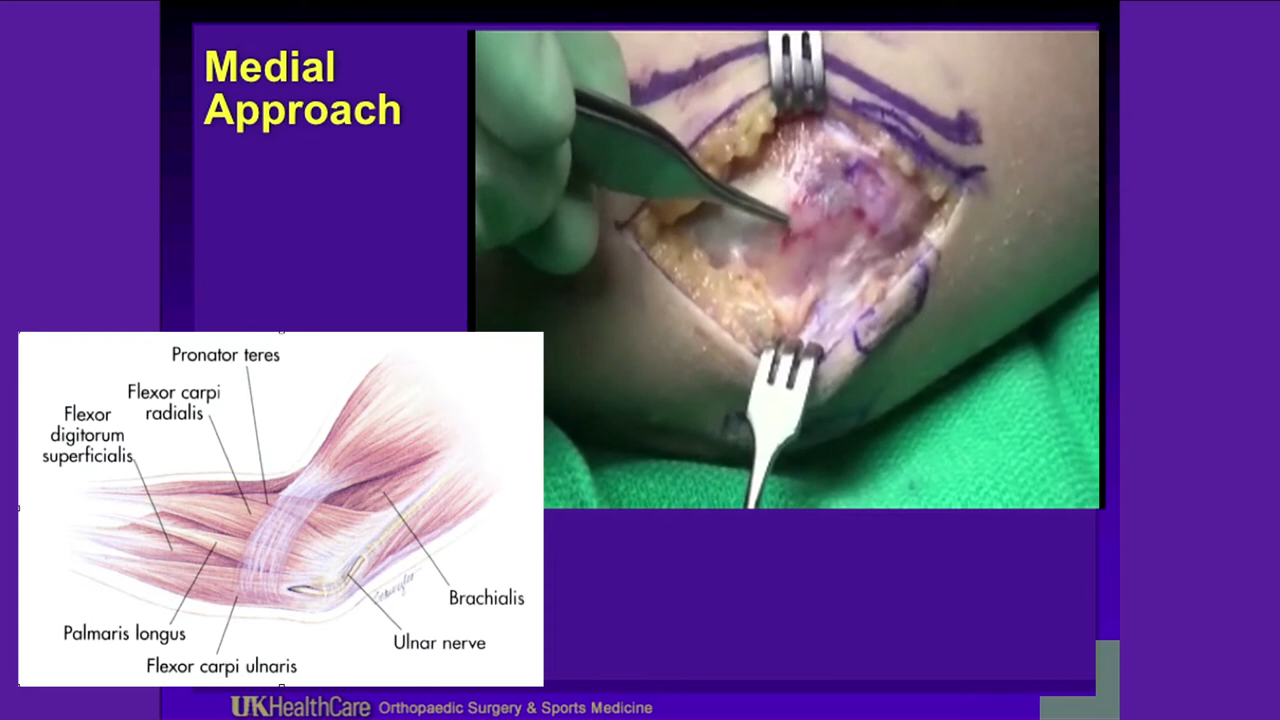 Medial
Approach
Pronator teres
Flexor carpi
radialis
Flexor
digitorum
superficialis
Brachialis
Palmaris longus
Ulnar nerve
Flexor carpi ulnaris
UKHealthCare Orthopaedic Surgery & Sports Medicine